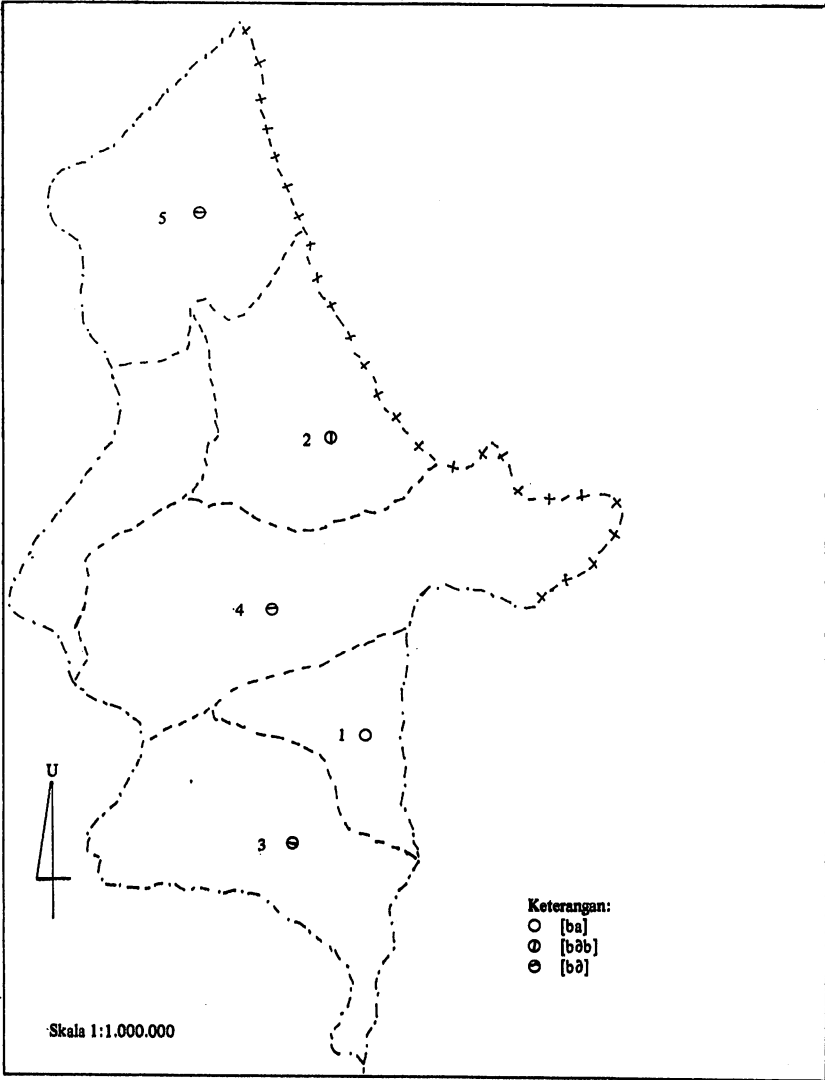 5 ⊖
2 ⦶
4 ⊖
1 ○
U
3 ⊖
Keterangan:
○ [ba]
⦶ [bəb]
⊖ [bə]
Skala 1:1.000.000